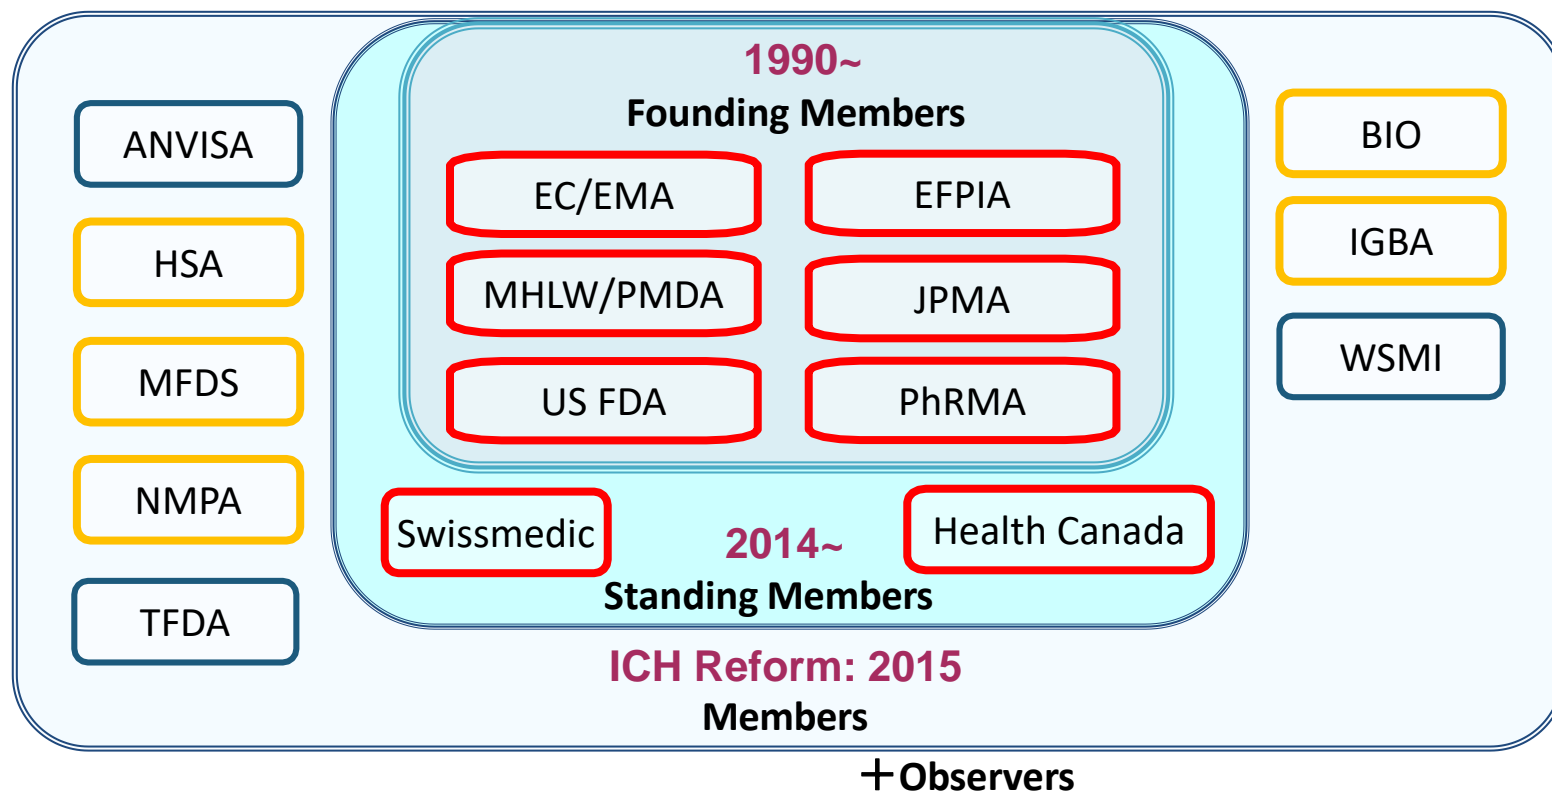 1990~
Founding Members
EC/EMA
EFPIA
MHLW/PMDA
JPMA
US FDA
PhRMA
Swissmedic
Health Canada
2014~
Standing Members
ANVISA
HSA
MFDS
NMPA
TFDA
BIO
IGBA
WSMI
ICH Reform: 2015
Members
+Observers